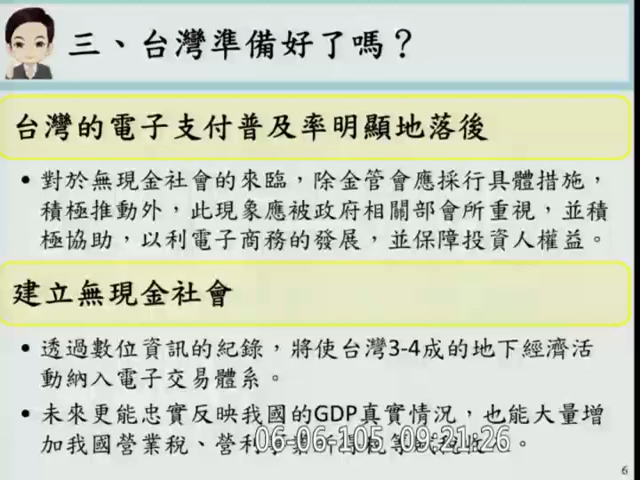 三、台灣準備好了嗎？
台灣的電子支付普及率明顯地落後
• 對於無現金社會的來臨，除金管會應採行具體措施，
積極推動外，此現象應被政府相關部會所重視，並積
極協助，以利電子商務的發展，並保障投資人權益。
建立無現金社會
• 透過數位資訊的紀錄，將使台灣3-4成的地下經濟活
動納入電子交易體系。
• 未來更能忠實反映我國的GDP真實情況，也能大量增
加我國營業稅、營利事業所得稅等
06-06-105 09:21:26
6